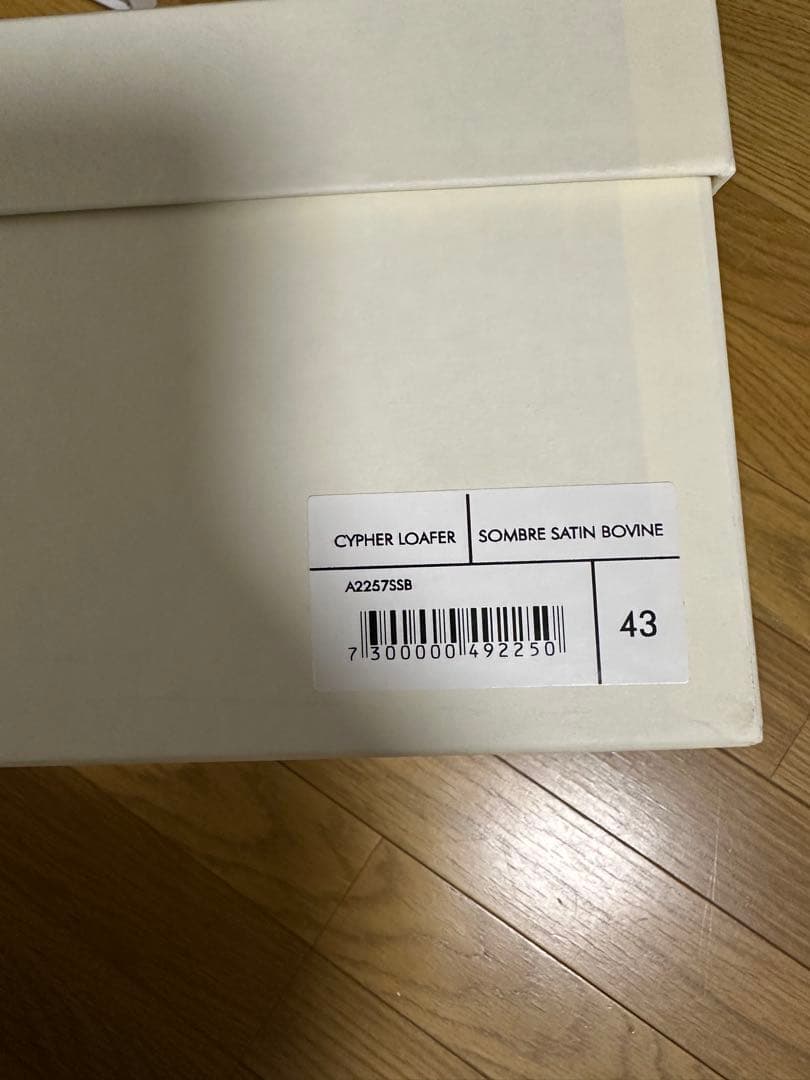 CYPHER LOAFER
SOMBRE SATIN BOVINE
A2257SSB
43
7 300000 492250